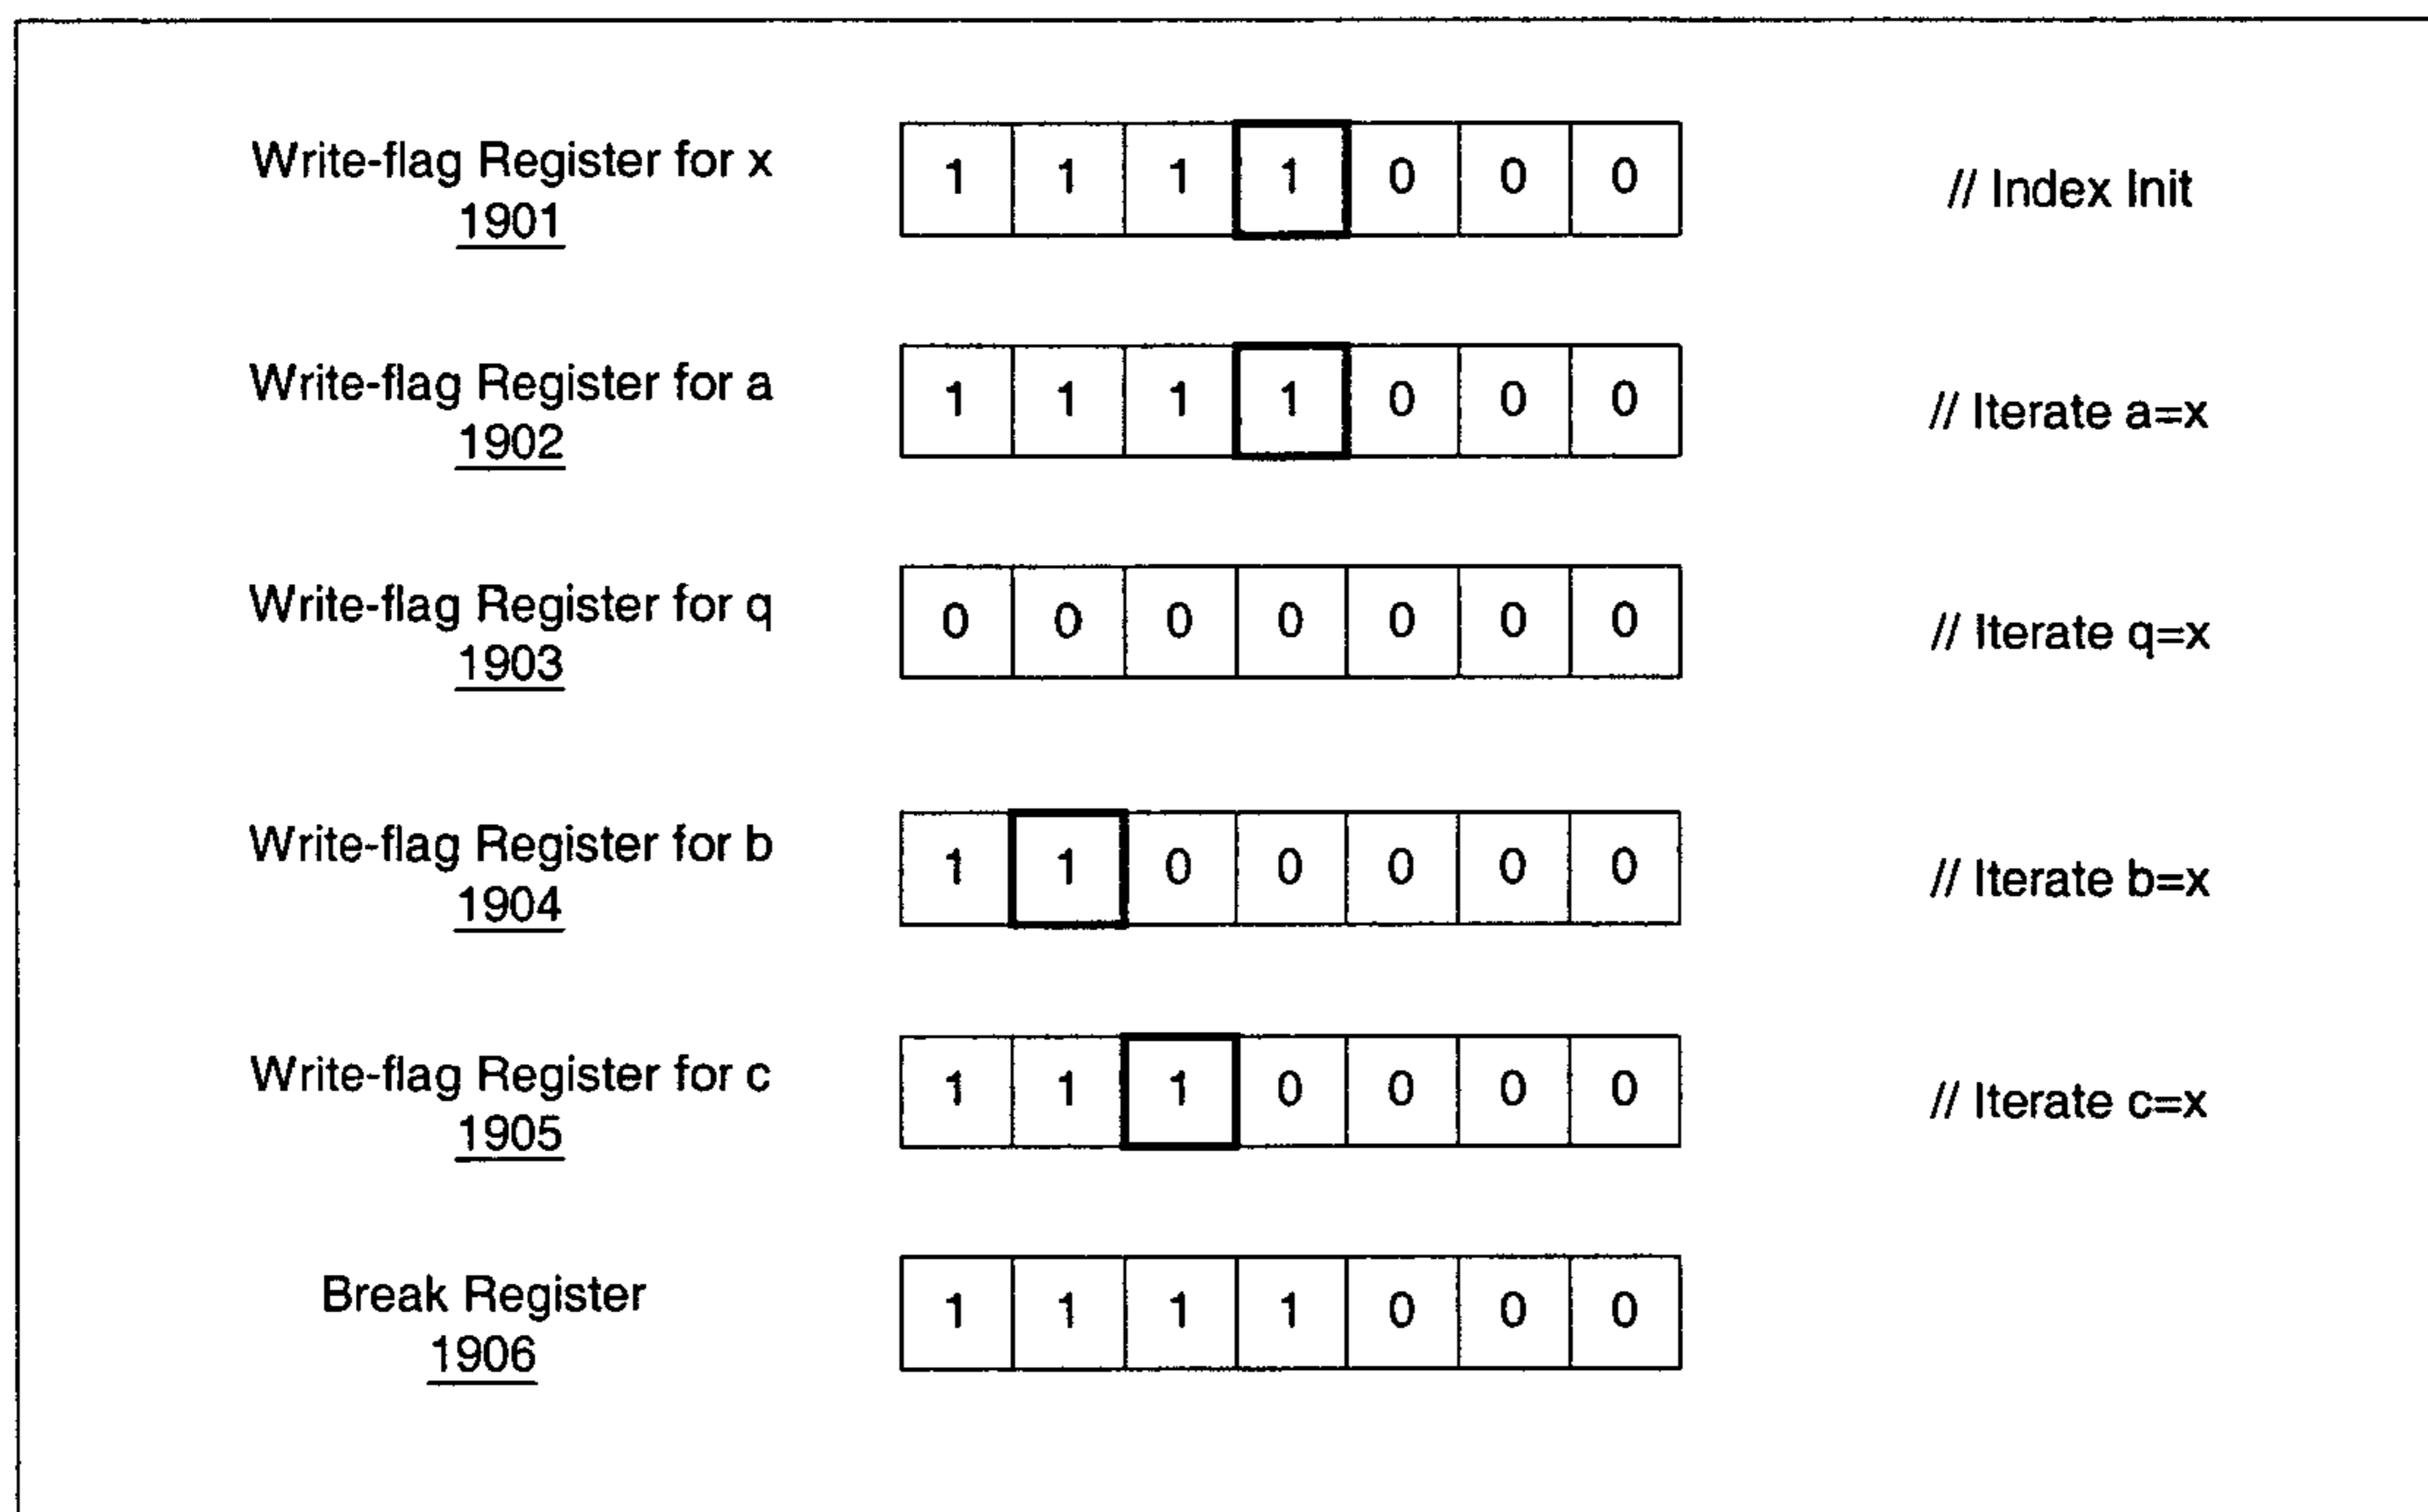 Write-flag Register for x
1901
1 1 1 1 0 0 0
// Index Init
Write-flag Register for a
1902
1 1 1 1 0 0 0
// Iterate a=x
Write-flag Register for q
1903
0 0 0 0 0 0 0
// Iterate q=x
Write-flag Register for b
1904
1 1 0 0 0 0 0
// Iterate b=x
Write-flag Register for c
1905
1 1 1 0 0 0 0
// Iterate c=x
Break Register
1906
1 1 1 1 0 0 0